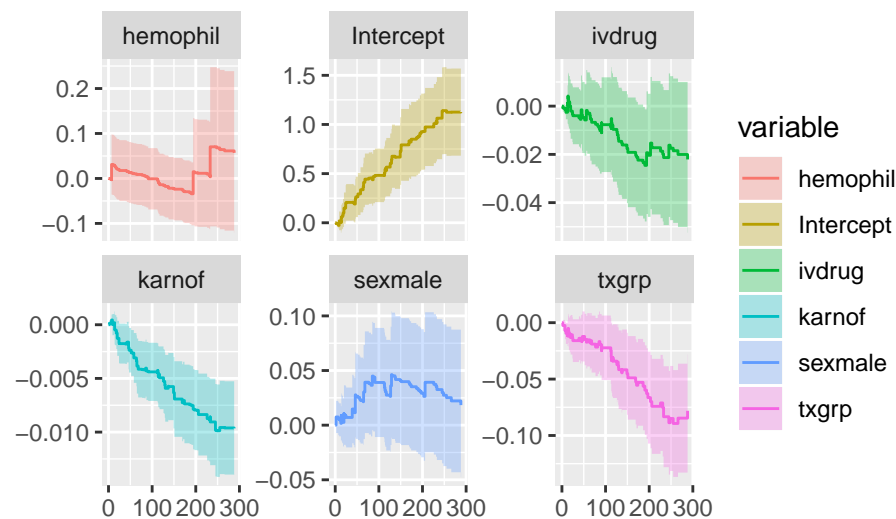 hemophil Intercept ivdrug
0.2
0.1
0.0
−0.1
1.5
1.0
0.5
0.0
0.00
−0.02
−0.04
karnof sexmale txgrp
0.000
−0.005
−0.010
0.10
0.05
0.00
−0.05
0.00
−0.05
−0.10
0 100 200 300 0 100 200 300 0 100 200 300
variable
hemophil
Intercept
ivdrug
karnof
sexmale
txgrp